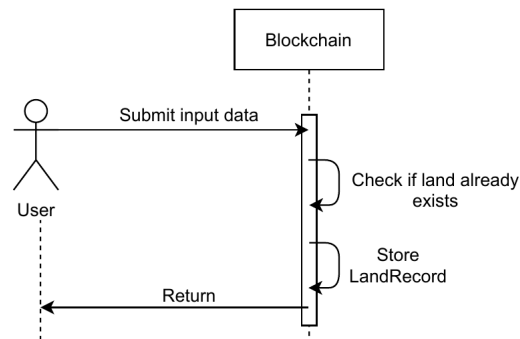 Blockchain
Submit input data
Check if land already
exists
User
Store
LandRecord
Return